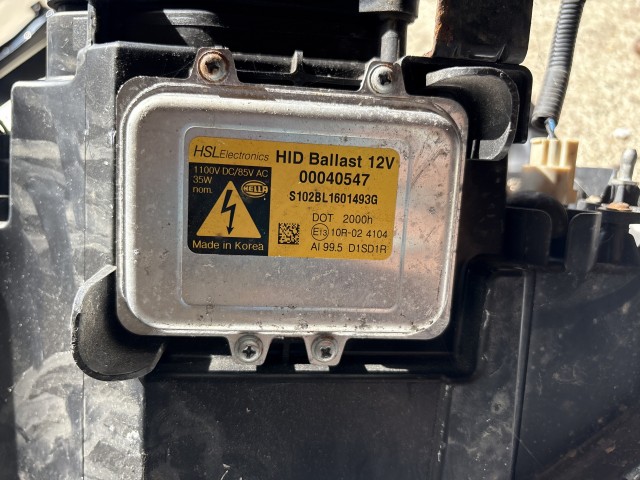 HSLElectronics HID Ballast 12V
1100V DC/85V AC
35W
nom.
HELLA
00040547
S102BL1601493G
DOT 2000h
E13 10R-02 4104
AI 99.5 D1SD1R
Made in Korea